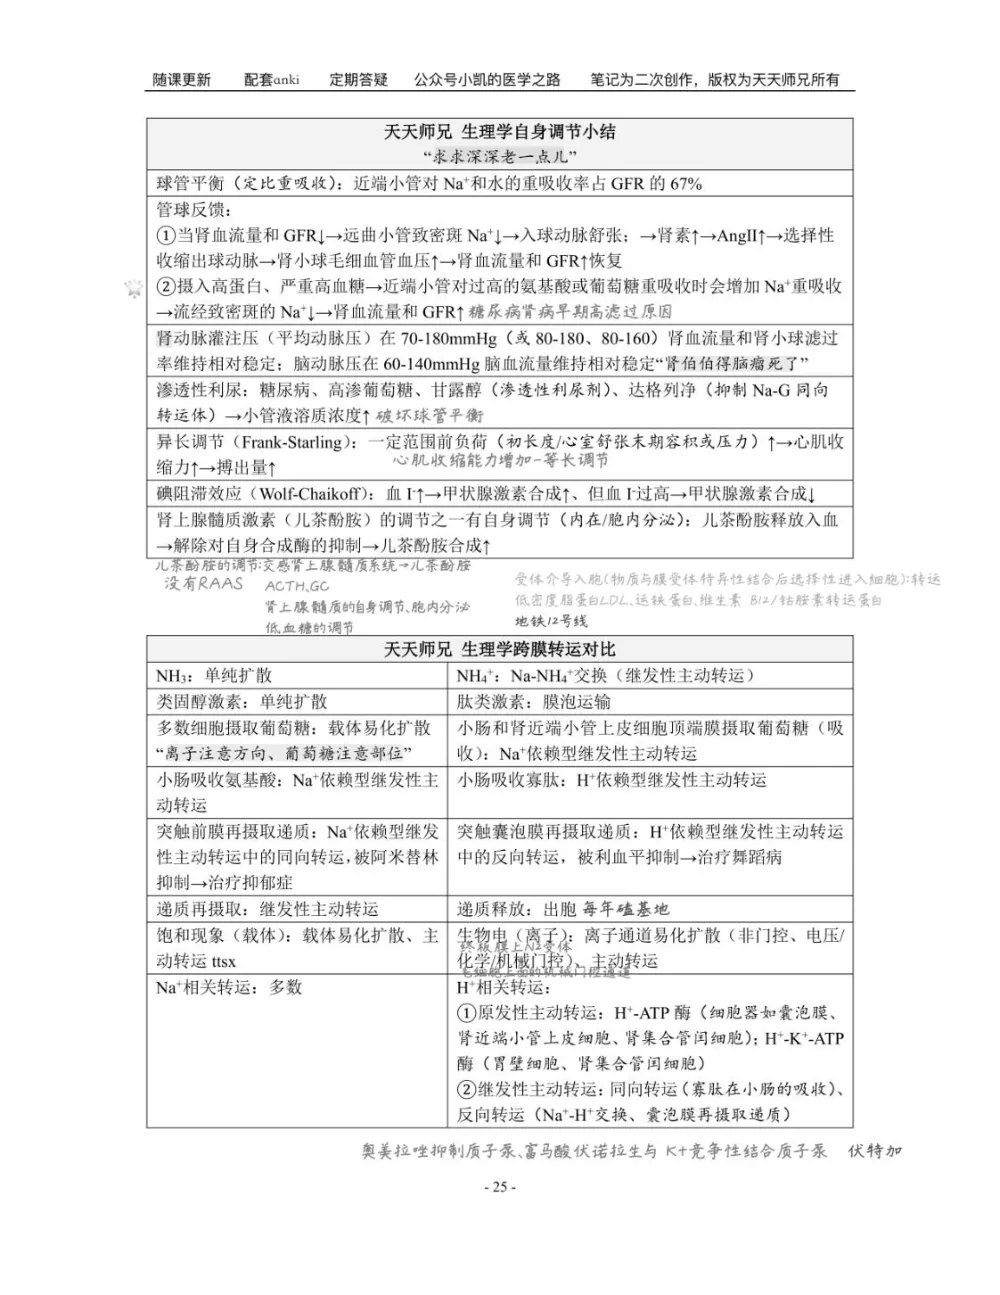 随课更新 配套anki 定期答疑 公众号小凯的医学之路 笔记为二次创作，版权为天天师兄所有
天天师兄 生理学自身调节小结
“求求深深老一点儿”
球管平衡（定比重吸收）：近端小管对 Na⁺和水的重吸收率占 GFR 的 67%
管球反馈：
①当肾血流量和 GFR↓→远曲小管致密斑 Na⁺↓→入球动脉舒张；→肾素↑→AngII↑→选择性
收缩出球动脉→肾小球毛细血管血压↑→肾血流量和 GFR↑恢复
②摄入高蛋白、严重高血糖→近端小管对过高的氨基酸或葡萄糖重吸收时会增加 Na⁺重吸收
→流经致密斑的 Na⁺↓→肾血流量和 GFR↑ 糖尿病肾病早期高滤过原因
肾动脉灌注压（平均动脉压）在 70-180mmHg（或 80-180、80-160）肾血流量和肾小球滤过
率维持相对稳定；脑动脉压在 60-140mmHg 脑血流量维持相对稳定“肾伯伯得脑瘤死了”
渗透性利尿：糖尿病、高渗葡萄糖、甘露醇（渗透性利尿剂）、达格列净（抑制 Na-G 同向
转运体）→小管液溶质浓度↑ 破坏球管平衡
异长调节（Frank-Starling）：一定范围前负荷（初长度/心室舒张末期容积或压力）↑→心肌收
缩力↑→搏出量↑ 心肌收缩能力增加-等长调节
碘阻滞效应（Wolf-Chaikoff）：血 I⁻↑→甲状腺激素合成↑、但血 I⁻过高→甲状腺激素合成↓
肾上腺髓质激素（儿茶酚胺）的调节之一有自身调节（内在/胞内分泌）：儿茶酚胺释放入血
→解除对自身合成酶的抑制→儿茶酚胺合成↑
儿茶酚胺的调节:交感肾上腺髓质系统→儿茶酚胺
没有RAAS ACTH、GC
肾上腺髓质的自身调节、胞内分泌
低血糖的调节
受体介导入胞(物质与膜受体特异性结合后选择性进入细胞):转运
低密度脂蛋白LDL、运铁蛋白、维生素 B12/钴胺素转运蛋白
地铁12号线
天天师兄 生理学跨膜转运对比
NH₃：单纯扩散 NH₄⁺：Na-NH₄⁺交换（继发性主动转运）
类固醇激素：单纯扩散 肽类激素：膜泡运输
多数细胞摄取葡萄糖：载体易化扩散
“离子注意方向、葡萄糖注意部位”
小肠和肾近端小管上皮细胞顶端膜摄取葡萄糖（吸
收）：Na⁺依赖型继发性主动转运
小肠吸收氨基酸：Na⁺依赖型继发性主
动转运
小肠吸收寡肽：H⁺依赖型继发性主动转运
突触前膜再摄取递质：Na⁺依赖型继发
性主动转运中的同向转运，被阿米替林
抑制→治疗抑郁症
突触囊泡膜再摄取递质：H⁺依赖型继发性主动转运
中的反向转运，被利血平抑制→治疗舞蹈病
递质再摄取：继发性主动转运 递质释放：出胞 每年磕基地
饱和现象（载体）：载体易化扩散、主
动转运 ttsx
生物电（离子）：离子通道易化扩散（非门控、电压/
终板膜上N2受体
化学/机械门控）、主动转运
毛细胞上面的机械门控通道
Na⁺相关转运：多数
H⁺相关转运：
①原发性主动转运：H⁺-ATP 酶（细胞器如囊泡膜、
肾近端小管上皮细胞、肾集合管闰细胞）；H⁺-K⁺-ATP
酶（胃壁细胞、肾集合管闰细胞）
②继发性主动转运：同向转运（寡肽在小肠的吸收）、
反向转运（Na⁺-H⁺交换、囊泡膜再摄取递质）
奥美拉唑抑制质子泵、富马酸伏诺拉生与 K+竞争性结合质子泵 伏特加
- 25 -